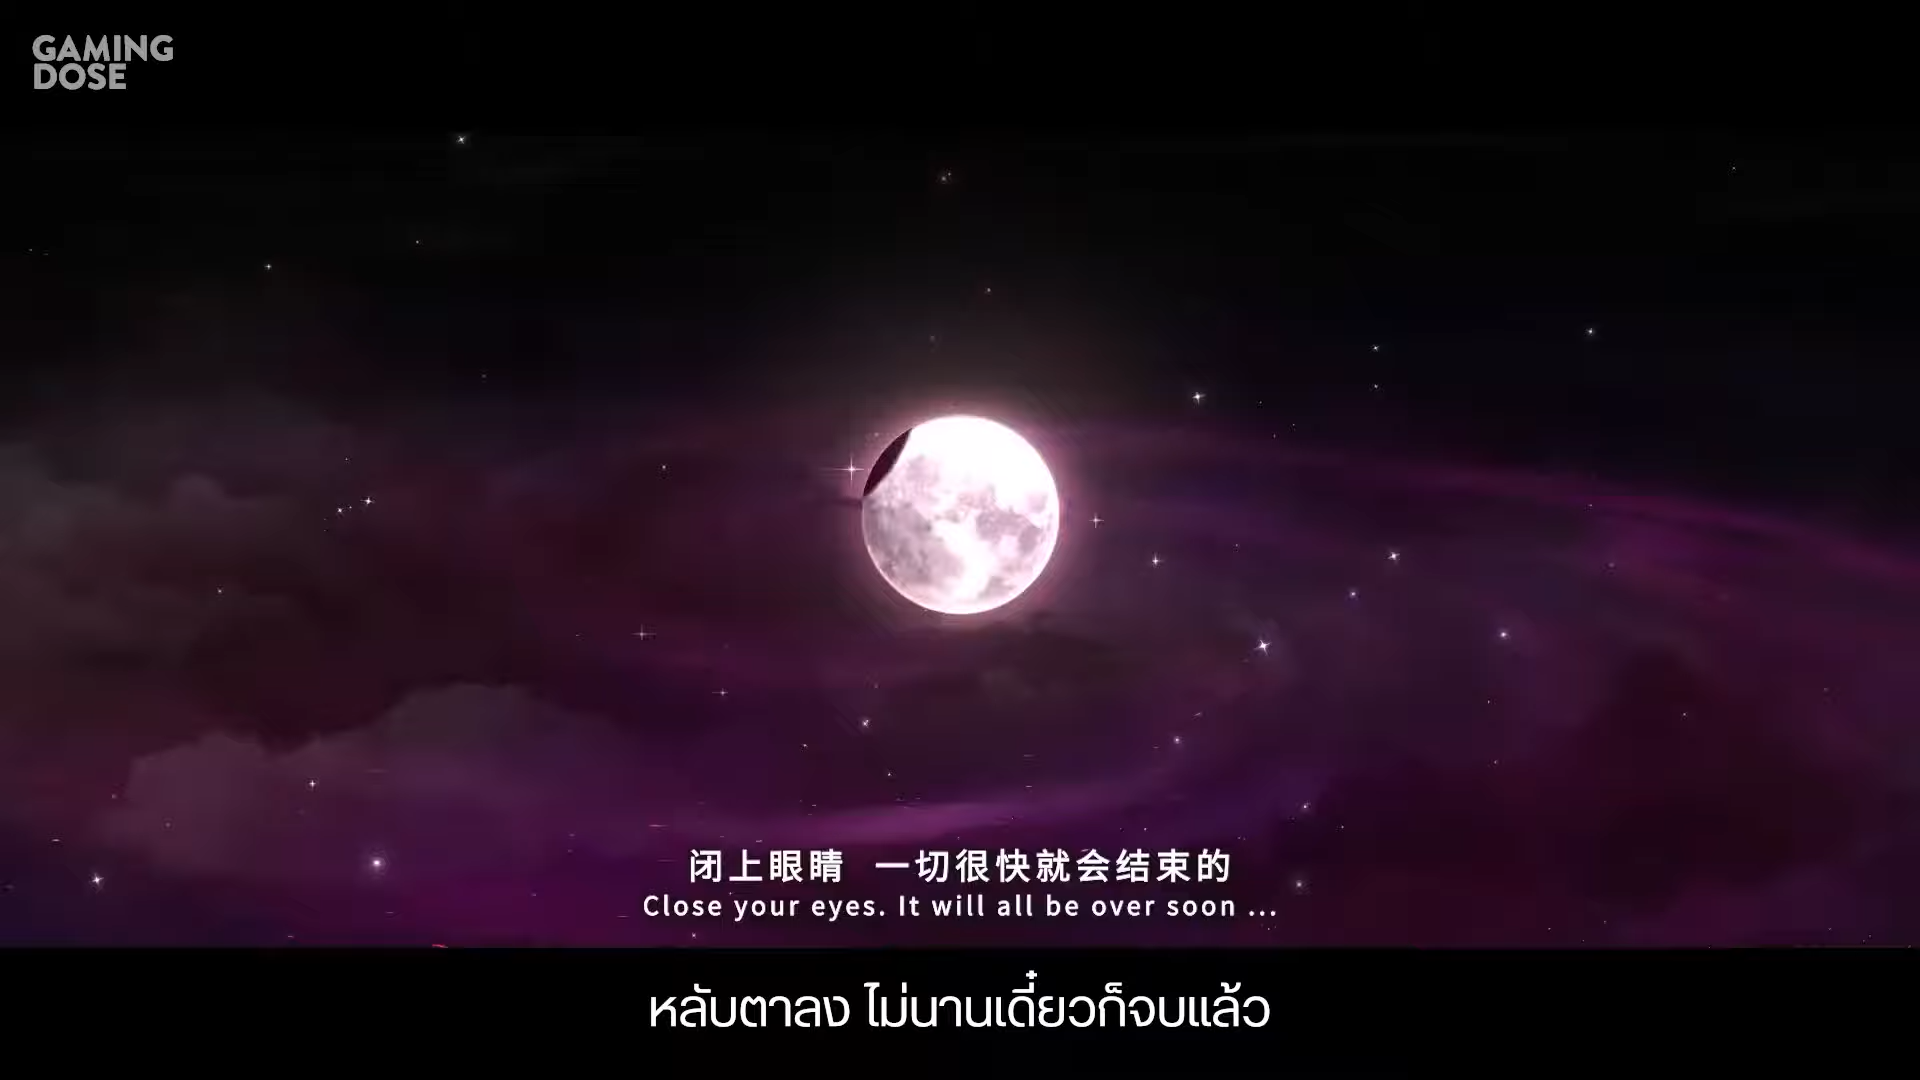 GAMING
DOSE
闭上眼睛 一切很快就会结束的
Close your eyes. It will all be over soon ...
หลับตาลง ไม่นานเดี๋ยวก็จบแล้ว